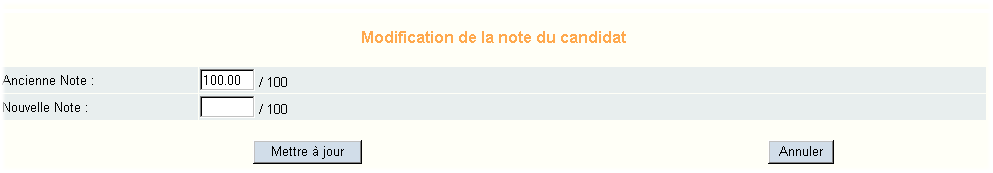 Modification de la note du candidat
Ancienne Note : 100.00 / 100
Nouvelle Note : / 100
Mettre à jour Annuler